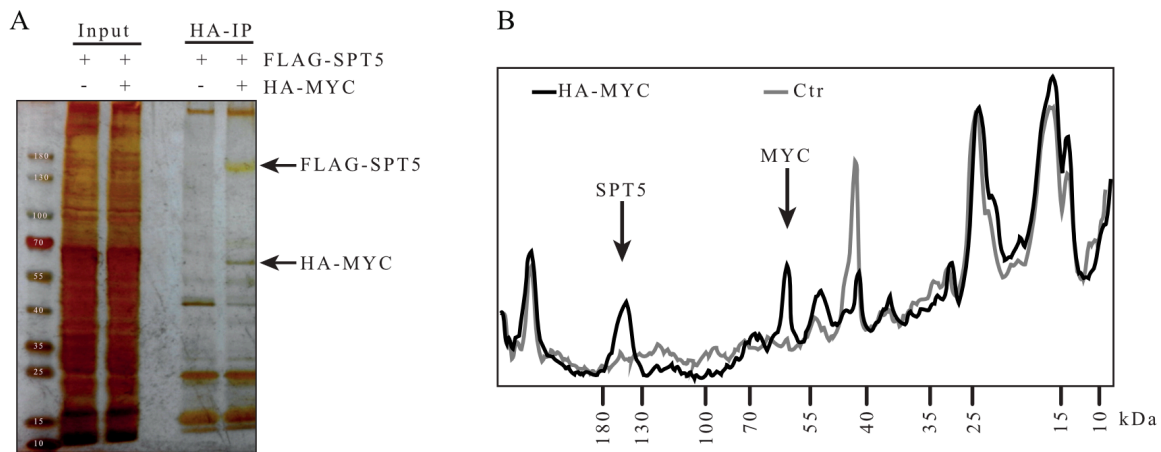 A
Input HA-IP
+ + + + FLAG-SPT5
- + - + HA-MYC
180
130
100
70
55
40
35
25
15
10
FLAG-SPT5
HA-MYC
B
HA-MYC Ctr
SPT5
MYC
180 130 100 70 55 40 35 25 15 10 kDa